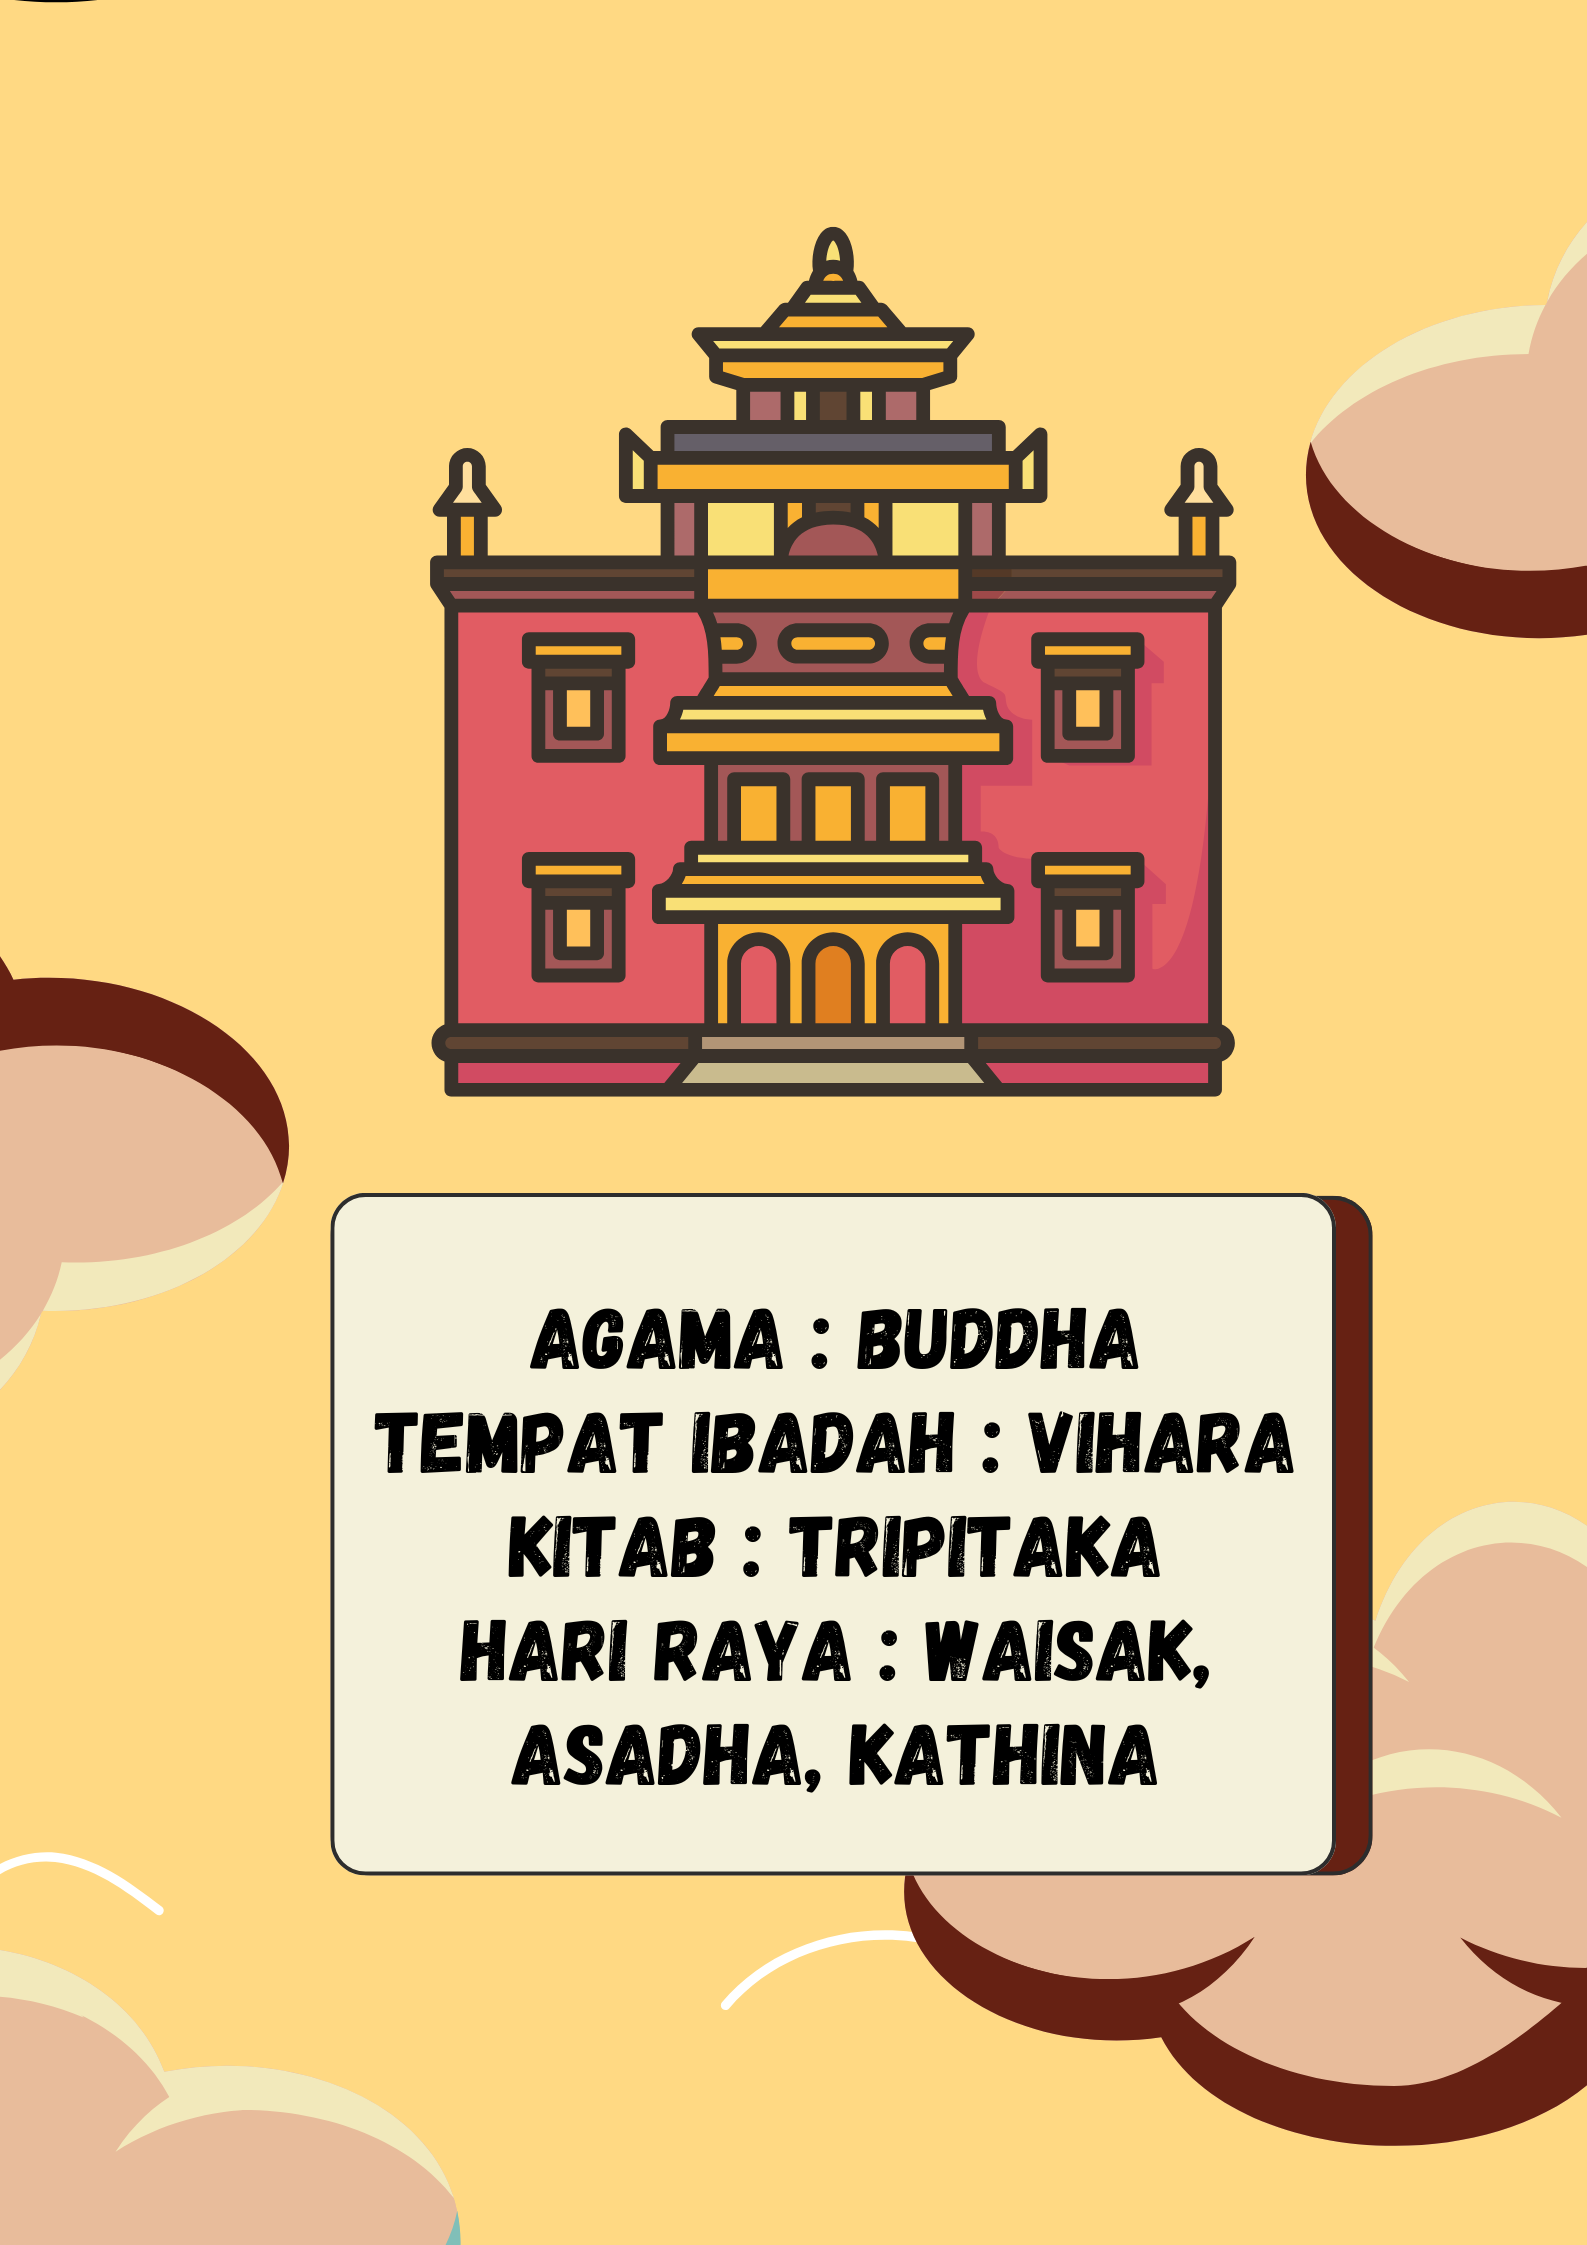 AGAMA : BUDDHA
TEMPAT IBADAH : VIHARA
KITAB : TRIPITAKA
HARI RAYA : WAISAK,
ASADHA, KATHINA